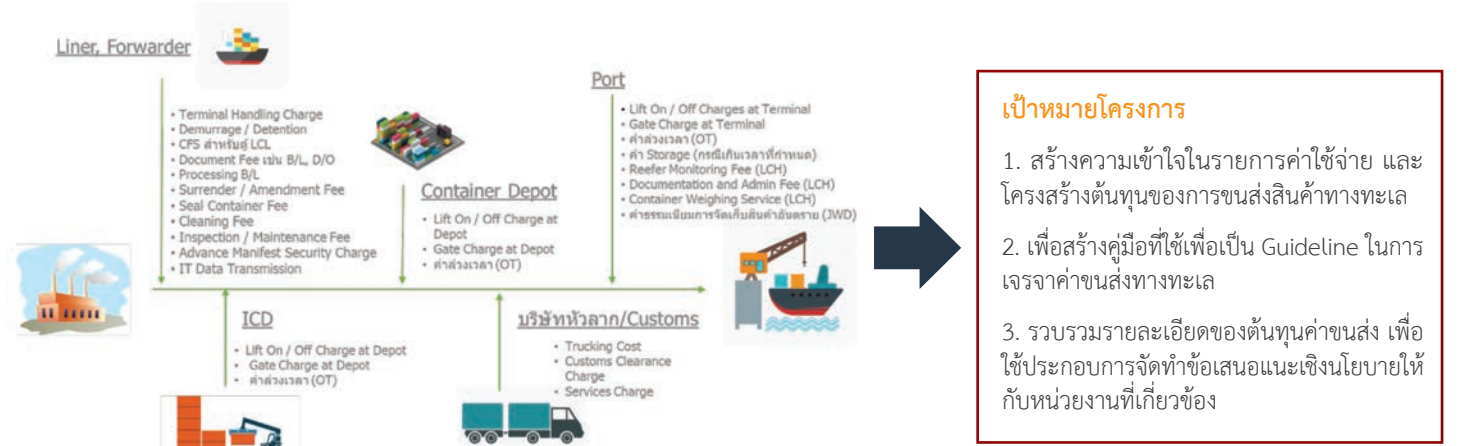 Liner, Forwarder
• Terminal Handling Charge
• Demurrage / Detention
• CFS สำหรับตู้ LCL
• Document Fee เช่น B/L, D/O
• Processing B/L
• Surrender / Amendment Fee
• Seal Container Fee
• Cleaning Fee
• Inspection / Maintenance Fee
• Advance Manifest Security Charge
• IT Data Transmission
Container Depot
• Lift On / Off Charge at
Depot
• Gate Charge at Depot
• ค่าล่วงเวลา (OT)
Port
• Lift On / Off Charges at Terminal
• Gate Charge at Terminal
• ค่าล่วงเวลา (OT)
• ค่า Storage (กรณีเกินเวลาที่กำหนด)
• Reefer Monitoring Fee (LCH)
• Documentation and Admin Fee (LCH)
• Container Weighing Service (LCH)
• ค่าธรรมเนียมการจัดเก็บสินค้าอันตราย (JWD)
ICD
• Lift On / Off Charge at Depot
• Gate Charge at Depot
• ค่าล่วงเวลา (OT)
บริษัทหัวลาก/Customs
• Trucking Cost
• Customs Clearance
Charge
• Services Charge
เป้าหมายโครงการ
1. สร้างความเข้าใจในรายการค่าใช้จ่าย และ
โครงสร้างต้นทุนของการขนส่งสินค้าทางทะเล
2. เพื่อสร้างคู่มือที่ใช้เพื่อเป็น Guideline ในการ
เจรจาค่าขนส่งทางทะเล
3. รวบรวมรายละเอียดของต้นทุนค่าขนส่ง เพื่อ
ใช้ประกอบการจัดทำข้อเสนอแนะเชิงนโยบายให้
กับหน่วยงานที่เกี่ยวข้อง